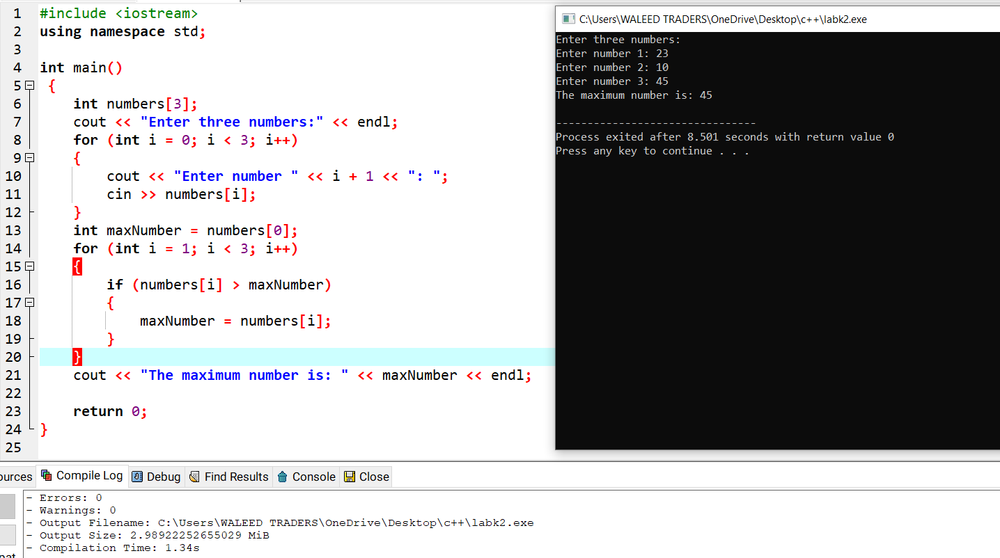 1 #include <iostream>
2 using namespace std;
3
4 int main()
5 {
6 int numbers[3];
7 cout << "Enter three numbers:" << endl;
8 for (int i = 0; i < 3; i++)
9 {
10 cout << "Enter number " << i + 1 << ": ";
11 cin >> numbers[i];
12 }
13 int maxNumber = numbers[0];
14 for (int i = 1; i < 3; i++)
15 {
16 if (numbers[i] > maxNumber)
17 {
18 maxNumber = numbers[i];
19 }
20 }
21 cout << "The maximum number is: " << maxNumber << endl;
22
23 return 0;
24 }
25
C:\Users\WALEED TRADERS\OneDrive\Desktop\c++\labk2.exe
Enter three numbers:
Enter number 1: 23
Enter number 2: 10
Enter number 3: 45
The maximum number is: 45
--------------------------------
Process exited after 8.501 seconds with return value 0
Press any key to continue . . .
ources Compile Log Debug Find Results Console Close
- Errors: 0
- Warnings: 0
- Output Filename: C:\Users\WALEED TRADERS\OneDrive\Desktop\c++\labk2.exe
- Output Size: 2.98922252655029 MiB
- Compilation Time: 1.34s